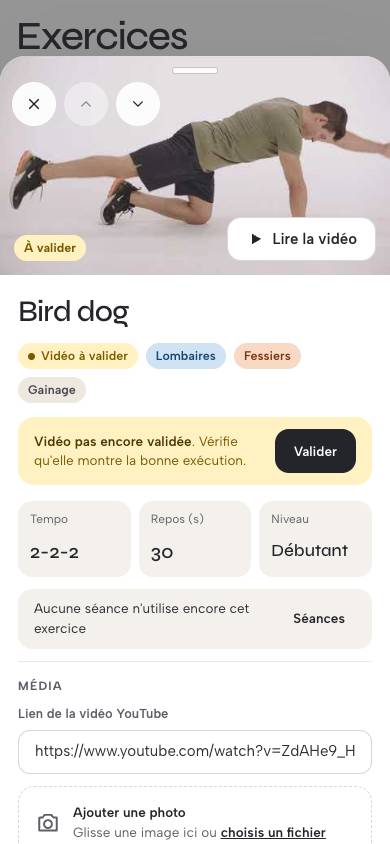 Exercices
Lire la vidéo
À valider
Bird dog
Vidéo à valider
Lombaires
Fessiers
Gainage
Vidéo pas encore validée. Vérifie
qu'elle montre la bonne exécution.
Valider
Tempo
Repos (s)
Niveau
2-2-2
30
Débutant
Aucune séance n'utilise encore cet
exercice
Séances
MÉDIA
Lien de la vidéo YouTube
https://www.youtube.com/watch?v=ZdAHe9_H
Ajouter une photo
Glisse une image ici ou choisis un fichier